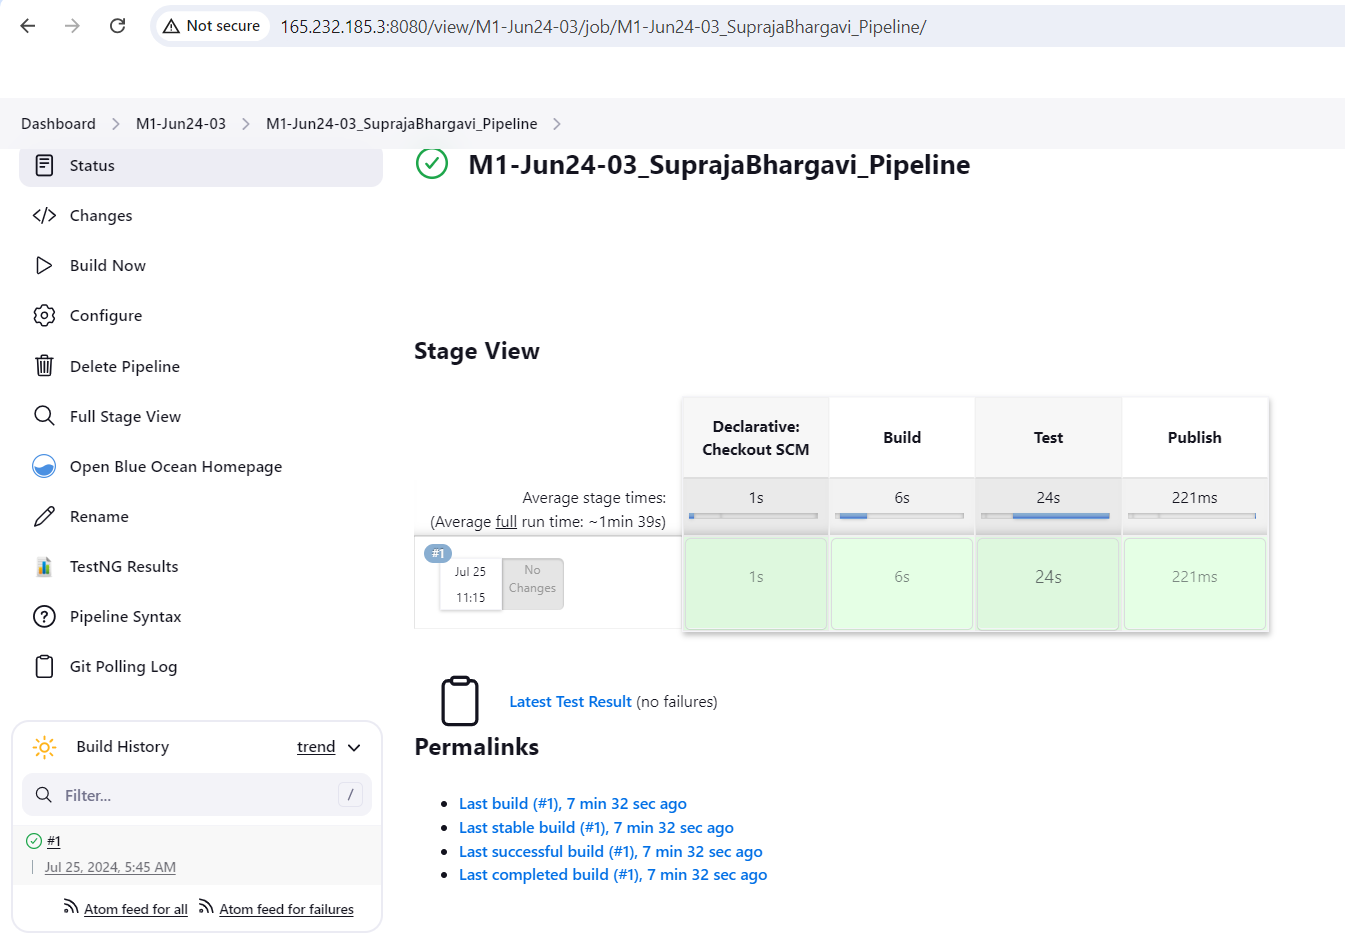 Not secure
165.232.185.3:8080/view/M1-Jun24-03/job/M1-Jun24-03_SuprajaBhargavi_Pipeline/
Dashboard
M1-Jun24-03
M1-Jun24-03_SuprajaBhargavi_Pipeline
Status
Changes
Build Now
Configure
Delete Pipeline
Full Stage View
Open Blue Ocean Homepage
Rename
TestNG Results
Pipeline Syntax
Git Polling Log
Build History
trend
Filter...
/
#1
Jul 25, 2024, 5:45 AM
Atom feed for all
Atom feed for failures
M1-Jun24-03_SuprajaBhargavi_Pipeline
Stage View
Declarative:
Checkout SCM
Build
Test
Publish
Average stage times:
(Average full run time: ~1min 39s)
1s
6s
24s
221ms
#1
Jul 25
11:15
No
Changes
1s
6s
24s
221ms
Latest Test Result (no failures)
Permalinks
Last build (#1), 7 min 32 sec ago
Last stable build (#1), 7 min 32 sec ago
Last successful build (#1), 7 min 32 sec ago
Last completed build (#1), 7 min 32 sec ago